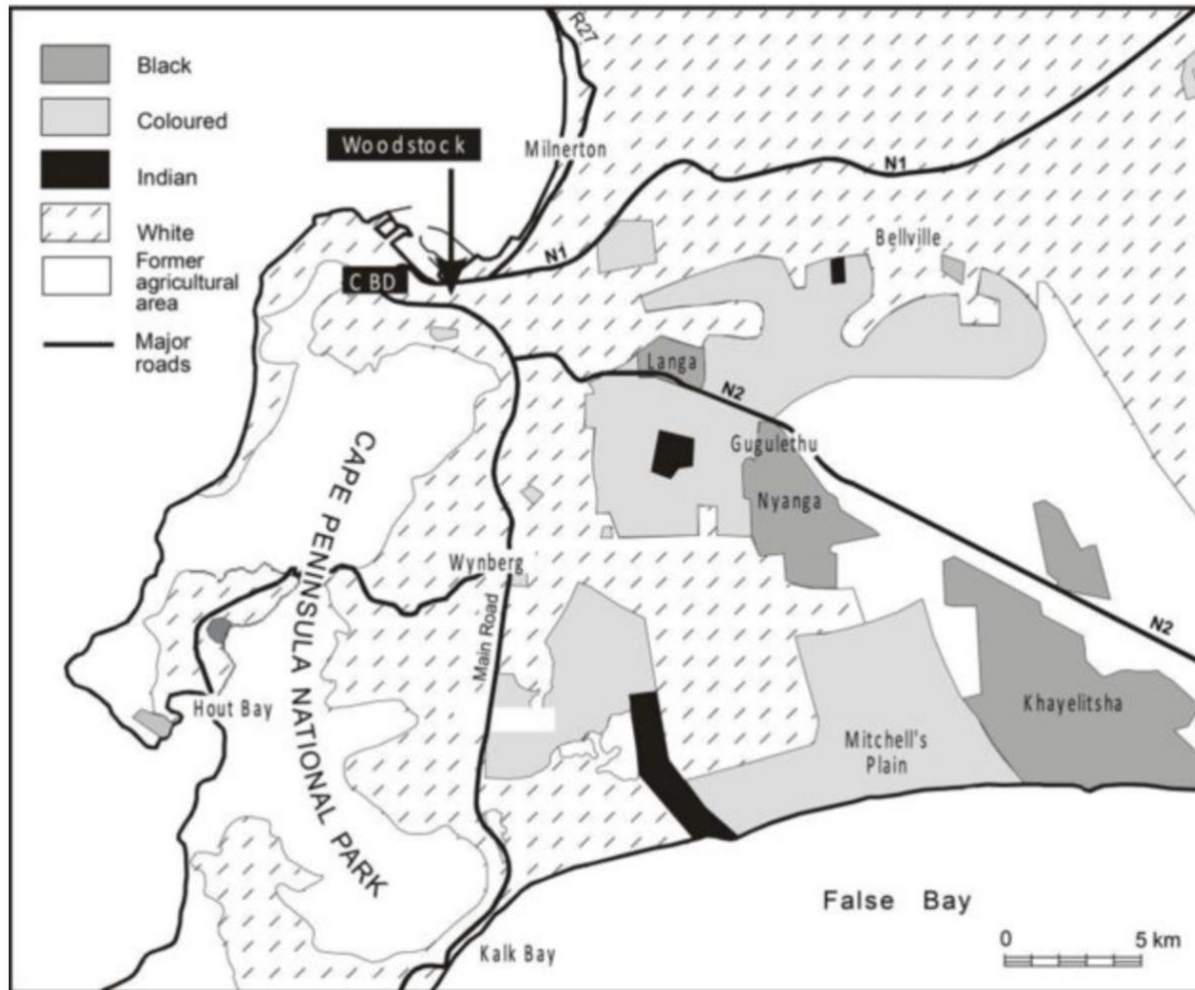 Black
Coloured
Indian
White
Former
agricultural
area
Major
roads
R27
Woodstock
Milnerton
N1
Bellville
CBD
N1
Langa
N2
Gugulethu
Nyanga
CAPE PENINSULA NATIONAL PARK
Wynberg
Main Road
N2
Hout Bay
Khayelitsha
Mitchell's
Plain
False Bay
Kalk Bay
0 5 km